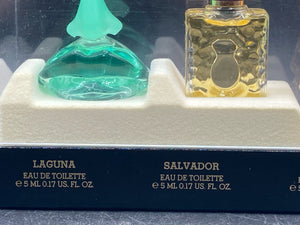 LAGUNA
EAU DE TOILETTE
℮ 5 ML 0.17 US. FL. OZ.
SALVADOR
EAU DE TOILETTE
℮ 5 ML 0.17 US. FL. OZ.